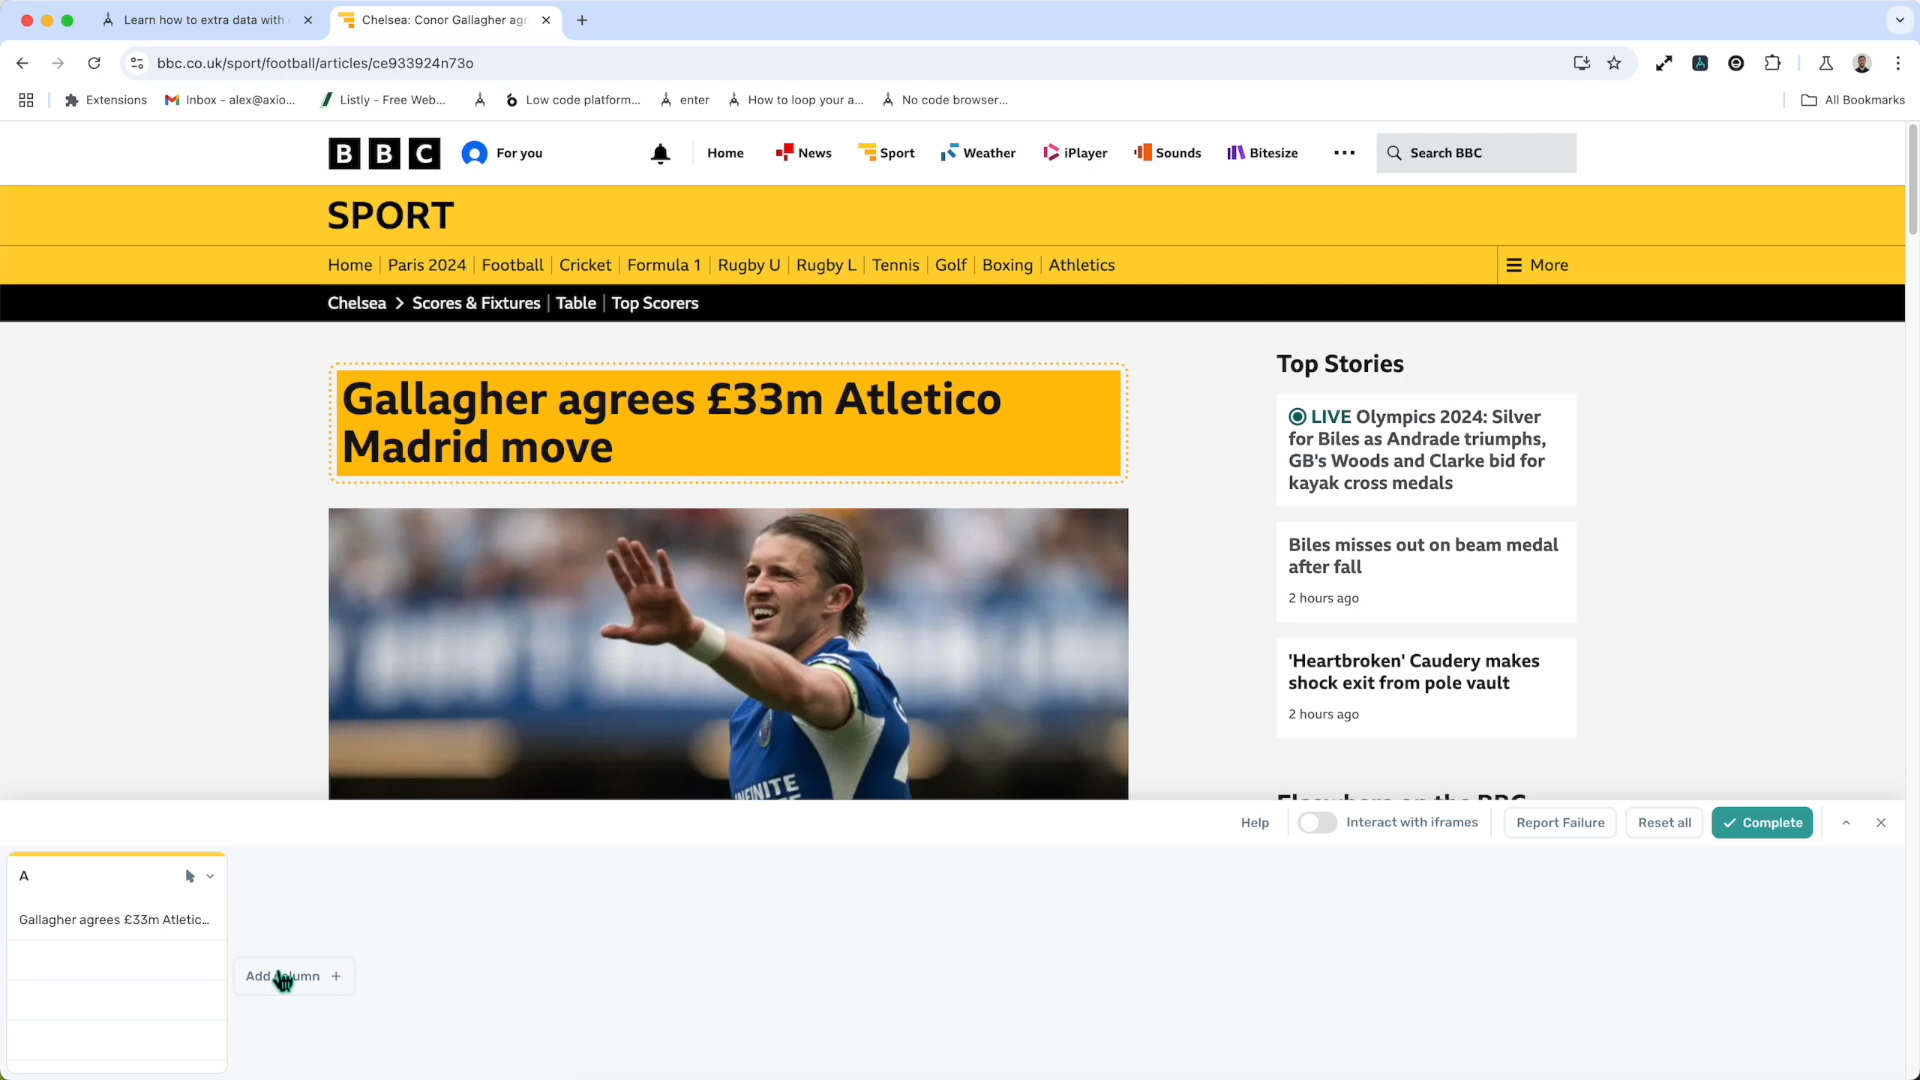 Learn how to extra data with
Chelsea: Conor Gallagher agr
bbc.co.uk/sport/football/articles/ce933924n73o
Extensions
Inbox - alex@axio...
Listly - Free Web...
Low code platform...
enter
How to loop your a...
No code browser...
All Bookmarks
B B C
For you
Home
News
Sport
Weather
iPlayer
Sounds
Bitesize
Search BBC
SPORT
Home
Paris 2024
Football
Cricket
Formula 1
Rugby U
Rugby L
Tennis
Golf
Boxing
Athletics
More
Chelsea
Scores & Fixtures
Table
Top Scorers
Gallagher agrees £33m Atletico
Madrid move
INFINITE
Top Stories
LIVE Olympics 2024: Silver
for Biles as Andrade triumphs,
GB's Woods and Clarke bid for
kayak cross medals
Biles misses out on beam medal
after fall
2 hours ago
'Heartbroken' Caudery makes
shock exit from pole vault
2 hours ago
Elsewhere on the BBC
Help
Interact with iframes
Report Failure
Reset all
Complete
A
Gallagher agrees £33m Atletic...
Add column +